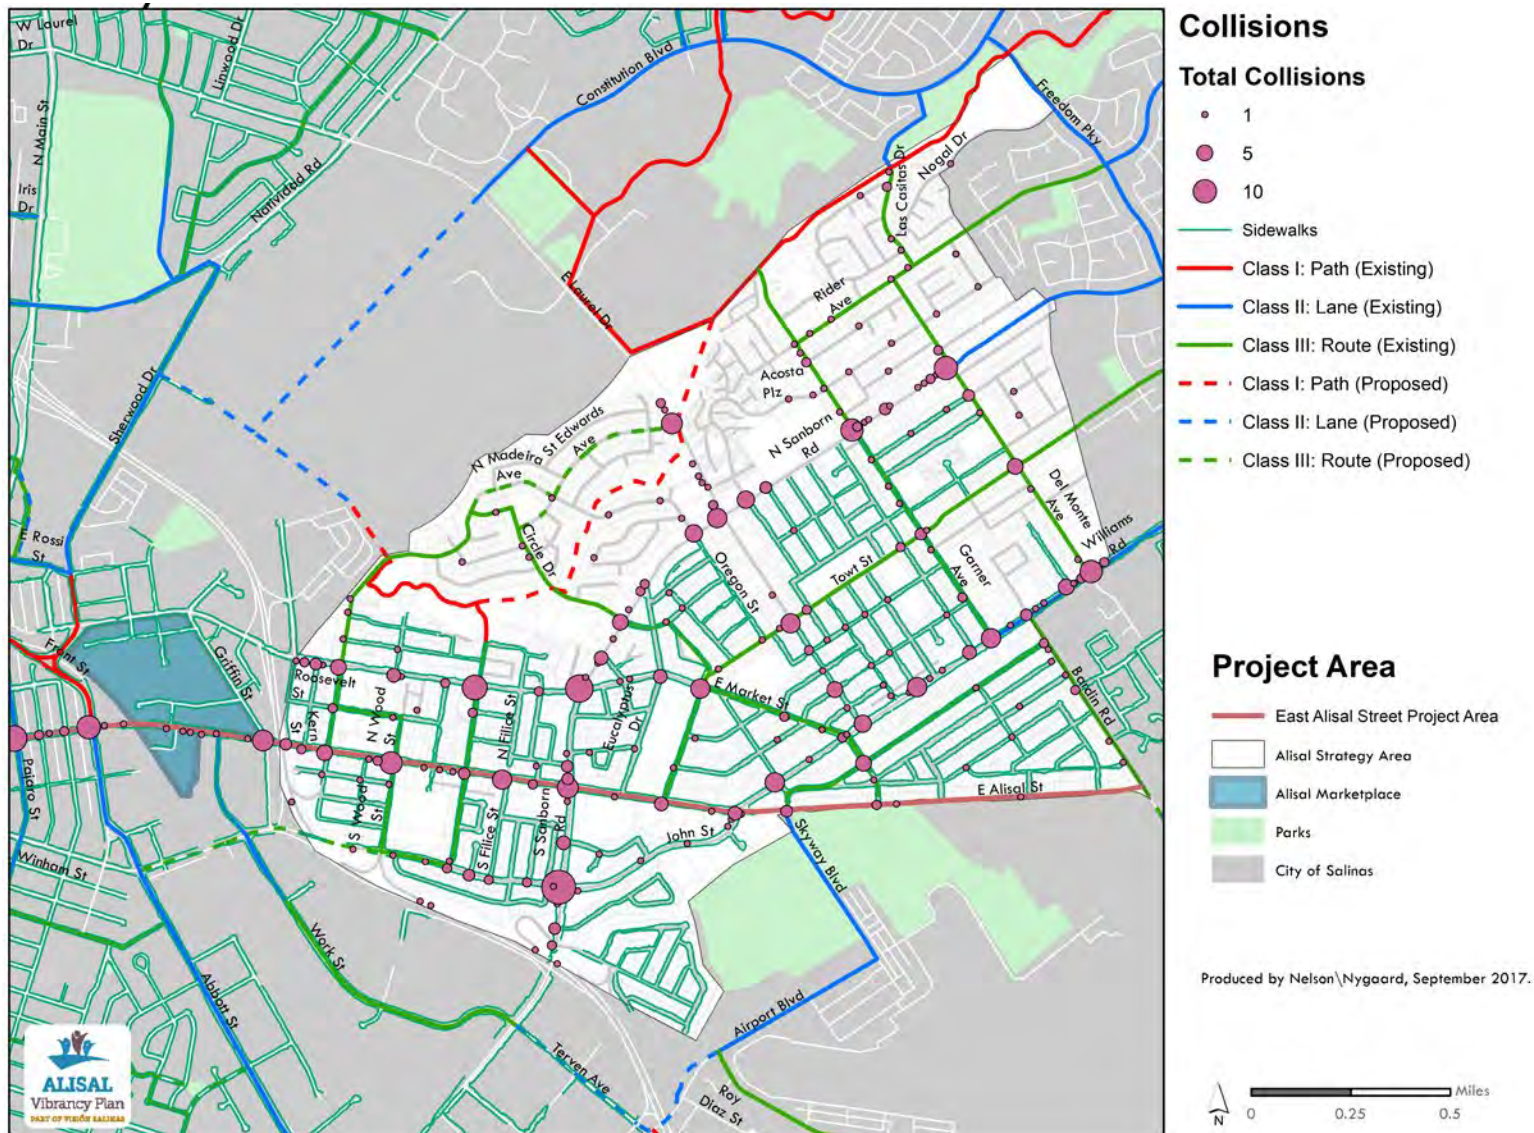 W Laurel
Dr
Linwood Dr
N Main St
Iris
Dr
Natividad Rd
Constitution Blvd
Freedom Pky
Nogal Dr
Las Casitas Dr
E Laurel Dr
Rider
Ave
Acosta
Plz
Sherwood Dr
N Sanborn
Rd
St Edwards
Ave
N Madeira
Ave
Del Monte
Ave
Williams
Rd
E Rossi
St
Circle Dr
Oregon St
Towt St
Garner
Ave
Front St
Griffin St
Roosevelt
St
Kern
St
N Wood
St
N Filice St
Eucalyptus
Dr
E Market St
Bardin Rd
Pajaro St
S Wood
St
S Filice St
S Sanborn
Rd
John St
E Alisal St
Skyway Blvd
Winham St
Work St
Abbott St
Airport Blvd
Terven Ave
Roy
Diaz St
ALISAL
Vibrancy Plan
PART OF VISIÓN SALINAS
Collisions
Total Collisions
1
5
10
Sidewalks
Class I: Path (Existing)
Class II: Lane (Existing)
Class III: Route (Existing)
Class I: Path (Proposed)
Class II: Lane (Proposed)
Class III: Route (Proposed)
Project Area
East Alisal Street Project Area
Alisal Strategy Area
Alisal Marketplace
Parks
City of Salinas
Produced by Nelson\Nygaard, September 2017.
N
Miles
0 0.25 0.5